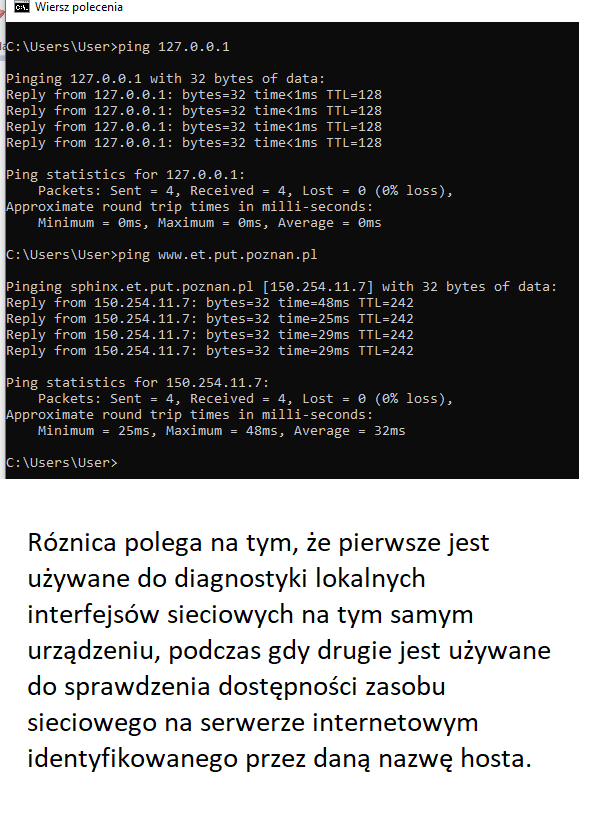 Wiersz polecenia
C:\Users\User>ping 127.0.0.1
Pinging 127.0.0.1 with 32 bytes of data:
Reply from 127.0.0.1: bytes=32 time<1ms TTL=128
Reply from 127.0.0.1: bytes=32 time<1ms TTL=128
Reply from 127.0.0.1: bytes=32 time<1ms TTL=128
Reply from 127.0.0.1: bytes=32 time<1ms TTL=128
Ping statistics for 127.0.0.1:
    Packets: Sent = 4, Received = 4, Lost = 0 (0% loss),
Approximate round trip times in milli-seconds:
    Minimum = 0ms, Maximum = 0ms, Average = 0ms
C:\Users\User>ping www.et.put.poznan.pl
Pinging sphinx.et.put.poznan.pl [150.254.11.7] with 32 bytes of data:
Reply from 150.254.11.7: bytes=32 time=48ms TTL=242
Reply from 150.254.11.7: bytes=32 time=25ms TTL=242
Reply from 150.254.11.7: bytes=32 time=29ms TTL=242
Reply from 150.254.11.7: bytes=32 time=29ms TTL=242
Ping statistics for 150.254.11.7:
    Packets: Sent = 4, Received = 4, Lost = 0 (0% loss),
Approximate round trip times in milli-seconds:
    Minimum = 25ms, Maximum = 48ms, Average = 32ms
C:\Users\User>
Róznica polega na tym, że pierwsze jest
używane do diagnostyki lokalnych
interfejsów sieciowych na tym samym
urządzeniu, podczas gdy drugie jest używane
do sprawdzenia dostępności zasobu
sieciowego na serwerze internetowym
identyfikowanego przez daną nazwę hosta.